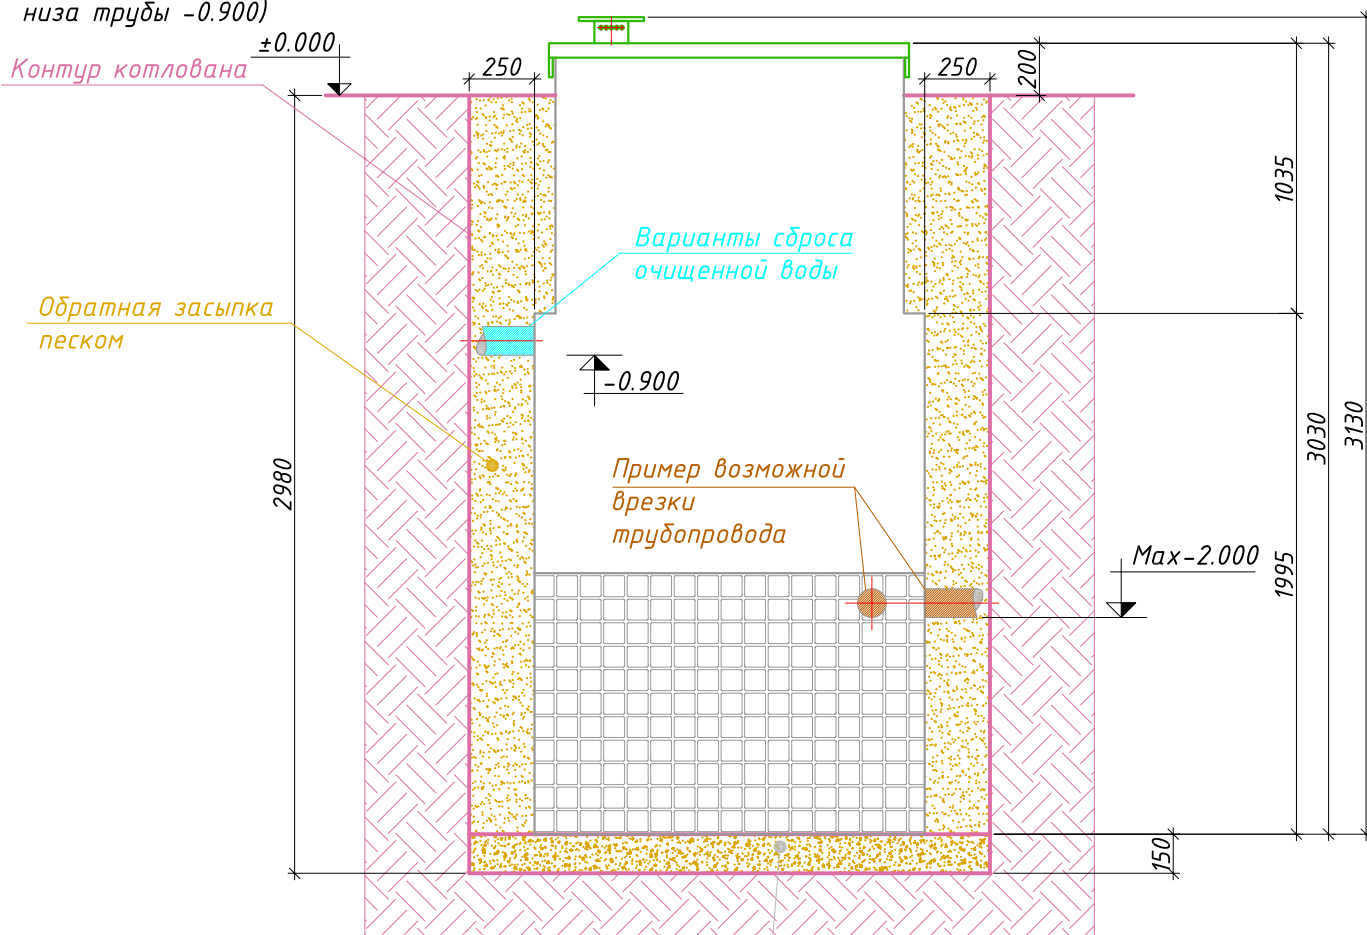 низа трубы -0.900)
±0.000
Контур котлована
250
250
200
1035
Варианты сброса
очищенной воды
Обратная засыпка
песком
-0.900
3130
3030
2980
Пример возможной
врезки
трубопровода
Max-2.000
1995
150